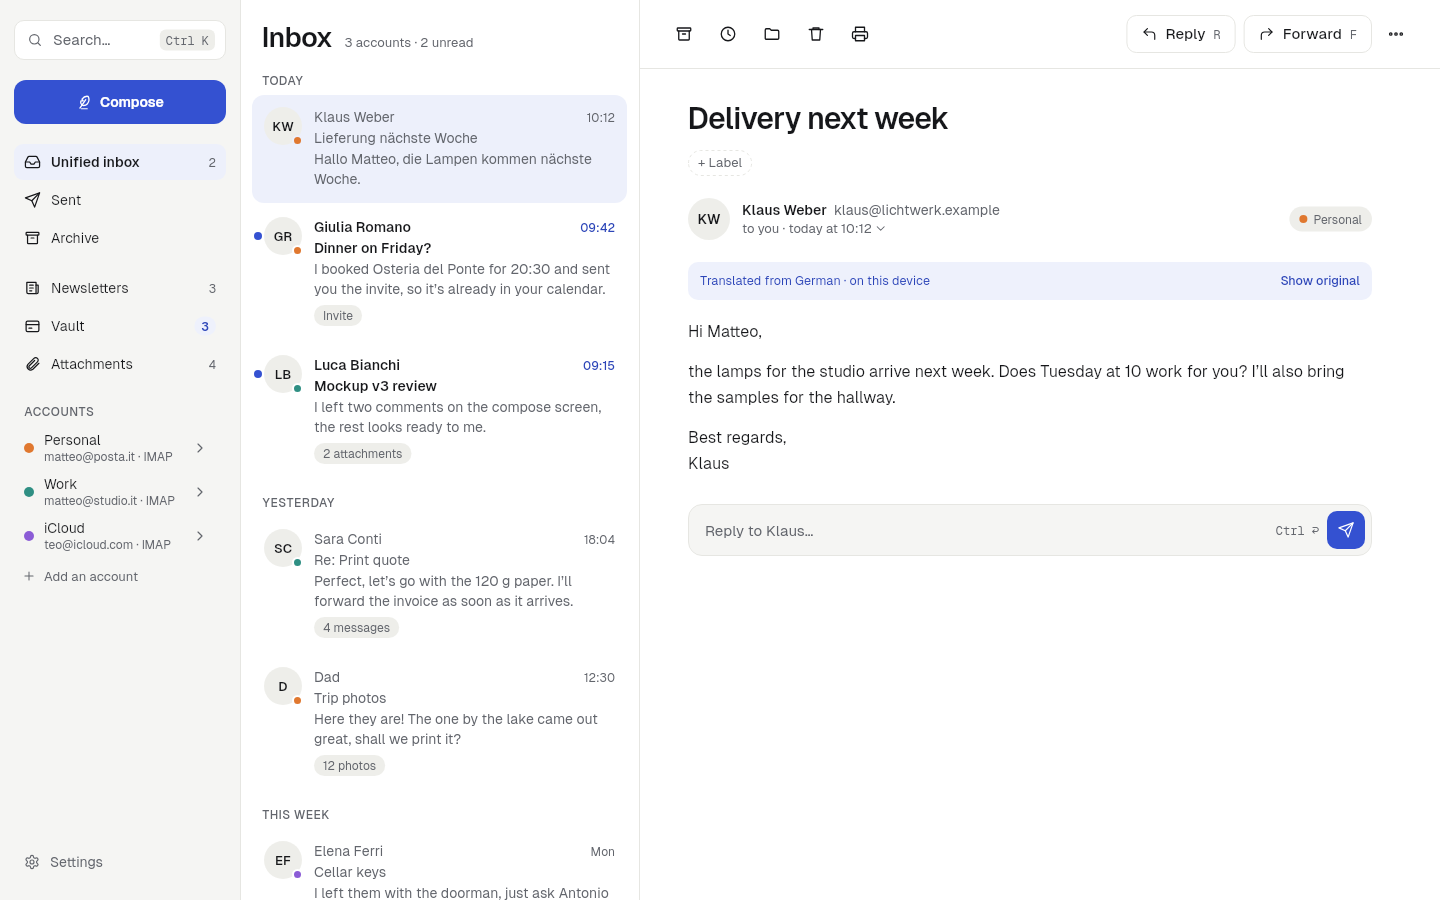 Search...
Ctrl K
Compose
Unified inbox 2
Sent
Archive
Newsletters 3
Vault 3
Attachments 4
ACCOUNTS
Personal
matteo@posta.it · IMAP
Work
matteo@studio.it · IMAP
iCloud
teo@icloud.com · IMAP
+ Add an account
Settings
Inbox 3 accounts · 2 unread
TODAY
KW
Klaus Weber 10:12
Lieferung nächste Woche
Hallo Matteo, die Lampen kommen nächste
Woche.
GR
Giulia Romano 09:42
Dinner on Friday?
I booked Osteria del Ponte for 20:30 and sent
you the invite, so it's already in your calendar.
Invite
LB
Luca Bianchi 09:15
Mockup v3 review
I left two comments on the compose screen,
the rest looks ready to me.
2 attachments
YESTERDAY
SC
Sara Conti 18:04
Re: Print quote
Perfect, let's go with the 120 g paper. I'll
forward the invoice as soon as it arrives.
4 messages
D
Dad 12:30
Trip photos
Here they are! The one by the lake came out
great, shall we print it?
12 photos
THIS WEEK
EF
Elena Ferri Mon
Cellar keys
I left them with the doorman, just ask Antonio
Reply R
Forward F
Delivery next week
+ Label
KW
Klaus Weber klaus@lichtwerk.example
to you · today at 10:12
Personal
Translated from German · on this device
Show original
Hi Matteo,
the lamps for the studio arrive next week. Does Tuesday at 10 work for you? I'll also bring
the samples for the hallway.
Best regards,
Klaus
Reply to Klaus...
Ctrl ⏎